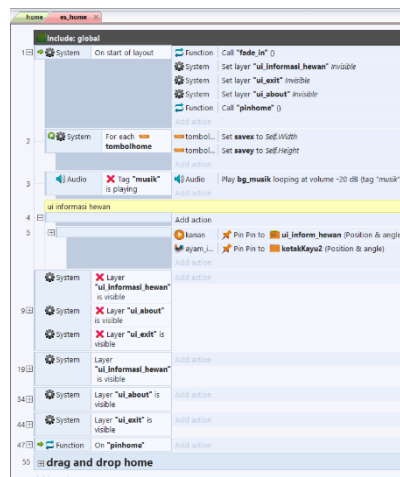 home es_home ×
Include: global
1 System On start of layout Function Call "fade_in" ()
System Set layer "ui_informasi_hewan" Invisible
System Set layer "ui_exit" Invisible
System Set layer "ui_about" Invisible
Function Call "pinhome" ()
Add action
2 System For each tombolhome tombol... Set savex to Self.Width
tombol... Set savey to Self.Height
Add action
3 Audio Tag "musik" is playing Audio Play bg_musik looping at volume -20 dB (tag "musik"
Add action
ui informasi hewan
4 Add action
5 kanan Pin Pin to ui_inform_hewan (Position & angle)
ayam_i... Pin Pin to kotakKayu2 (Position & angle)
Add action
9 System Layer "ui_informasi_hewan" is visible Add action
System Layer "ui_about" is visible
System Layer "ui_exit" is visible
19 System Layer "ui_informasi_hewan" is visible Add action
34 System Layer "ui_about" is visible Add action
44 System Layer "ui_exit" is visible Add action
47 Function On "pinhome" Add action
55 drag and drop home